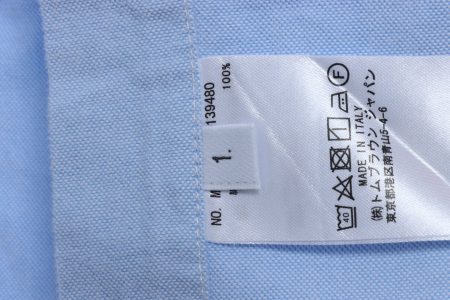 NO. M
139480
100%
1.
40
F
MADE IN ITALY
(株)トムブラウン ジャパン
東京都港区南青山5-4-6